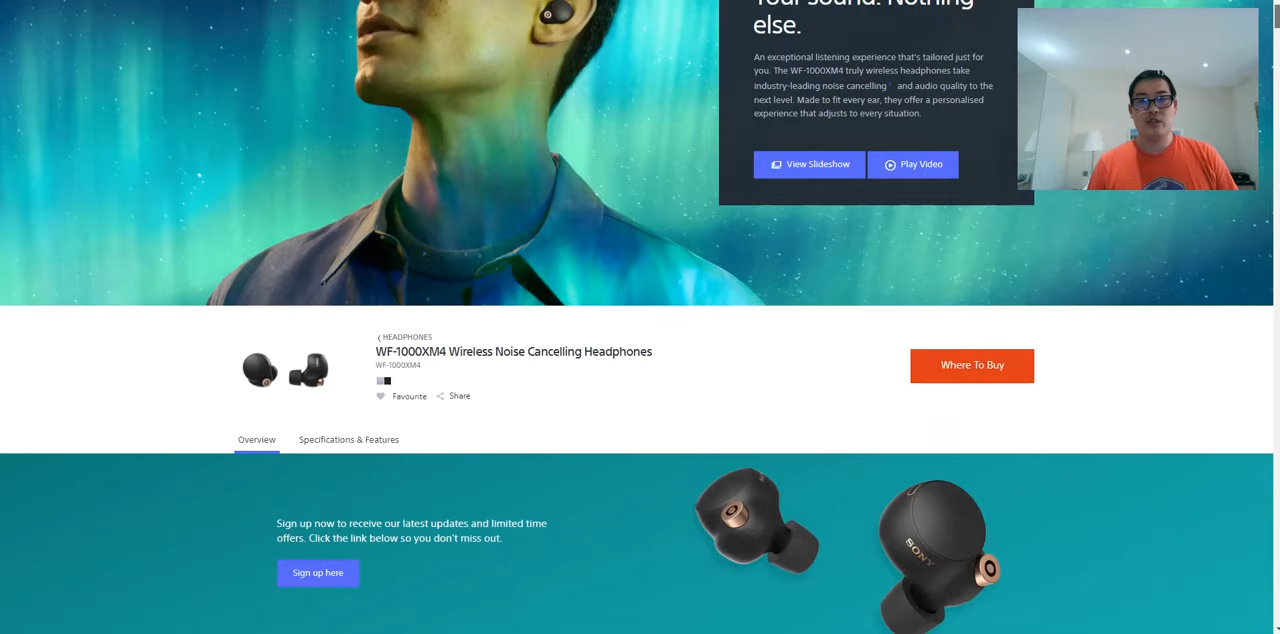 Your sound. Nothing
else.
An exceptional listening experience that's tailored just for
you. The WF-1000XM4 truly wireless headphones take
industry-leading noise cancelling and audio quality to the
next level. Made to fit every ear, they offer a personalised
experience that adjusts to every situation.
View Slideshow
Play Video
HEADPHONES
WF-1000XM4 Wireless Noise Cancelling Headphones
WF-1000XM4
Favourite
Share
Where To Buy
Overview
Specifications & Features
Sign up now to receive our latest updates and limited time
offers. Click the link below so you don't miss out.
Sign up here
SONY